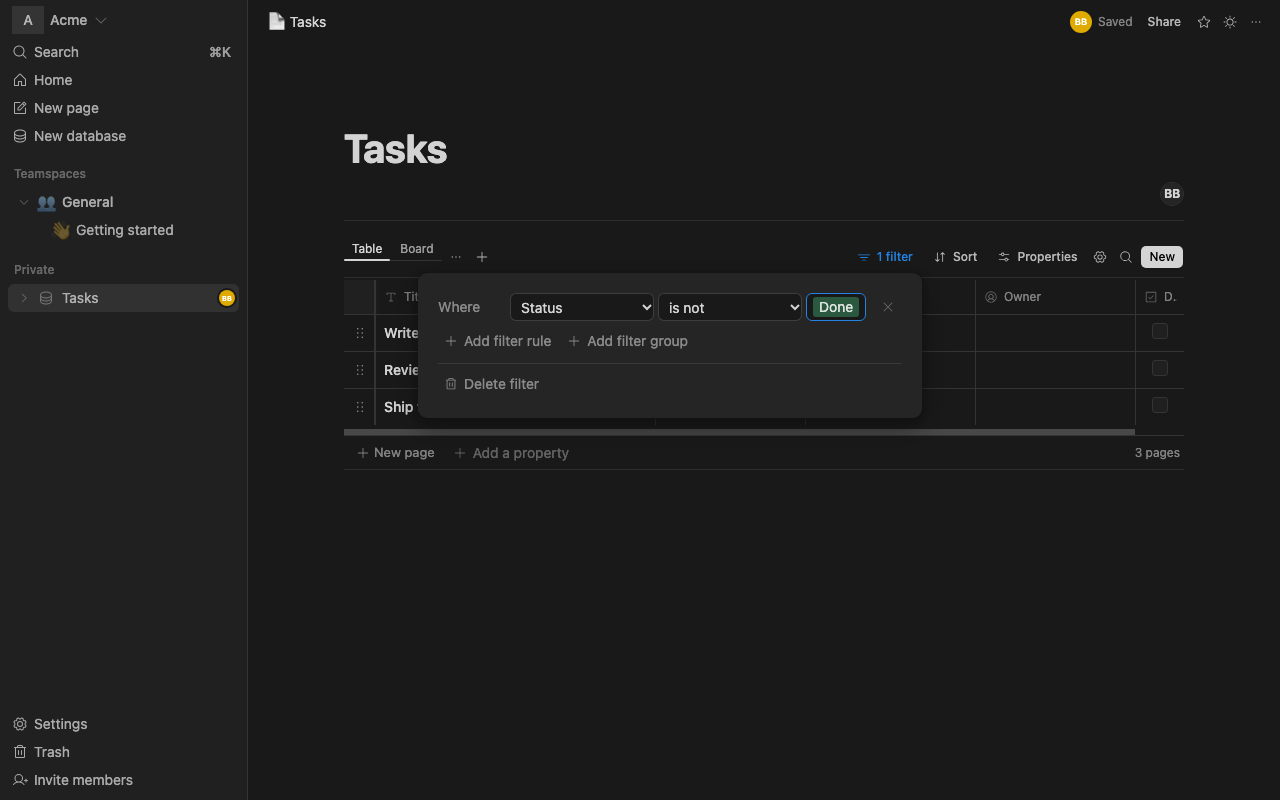 A Acme
Search ⌘K
Home
New page
New database
Teamspaces
General
Getting started
Private
Tasks BB
Settings
Trash
Invite members
Tasks
BB Saved Share
Tasks
BB
Table Board
1 filter Sort Properties New
Tit Owner D.
Where Status is not Done
Write
Add filter rule Add filter group
Revie
Delete filter
Ship
New page Add a property 3 pages